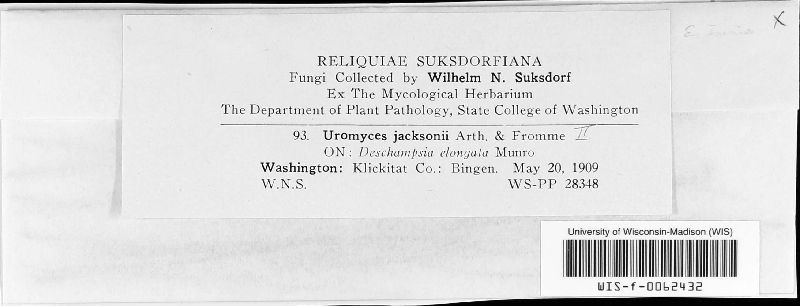 X
RELIQUIAE SUKSDORFIANA
Fungi Collected by Wilhelm N. Suksdorf
Ex The Mycological Herbarium
The Department of Plant Pathology, State College of Washington
93. Uromyces jacksonii Arth. & Fromme II
ON: Deschampsia elongata Munro
Washington: Klickitat Co.: Bingen. May 20, 1909
W.N.S. WS-PP 28348
University of Wisconsin-Madison (WIS)
WIS-f-0062432